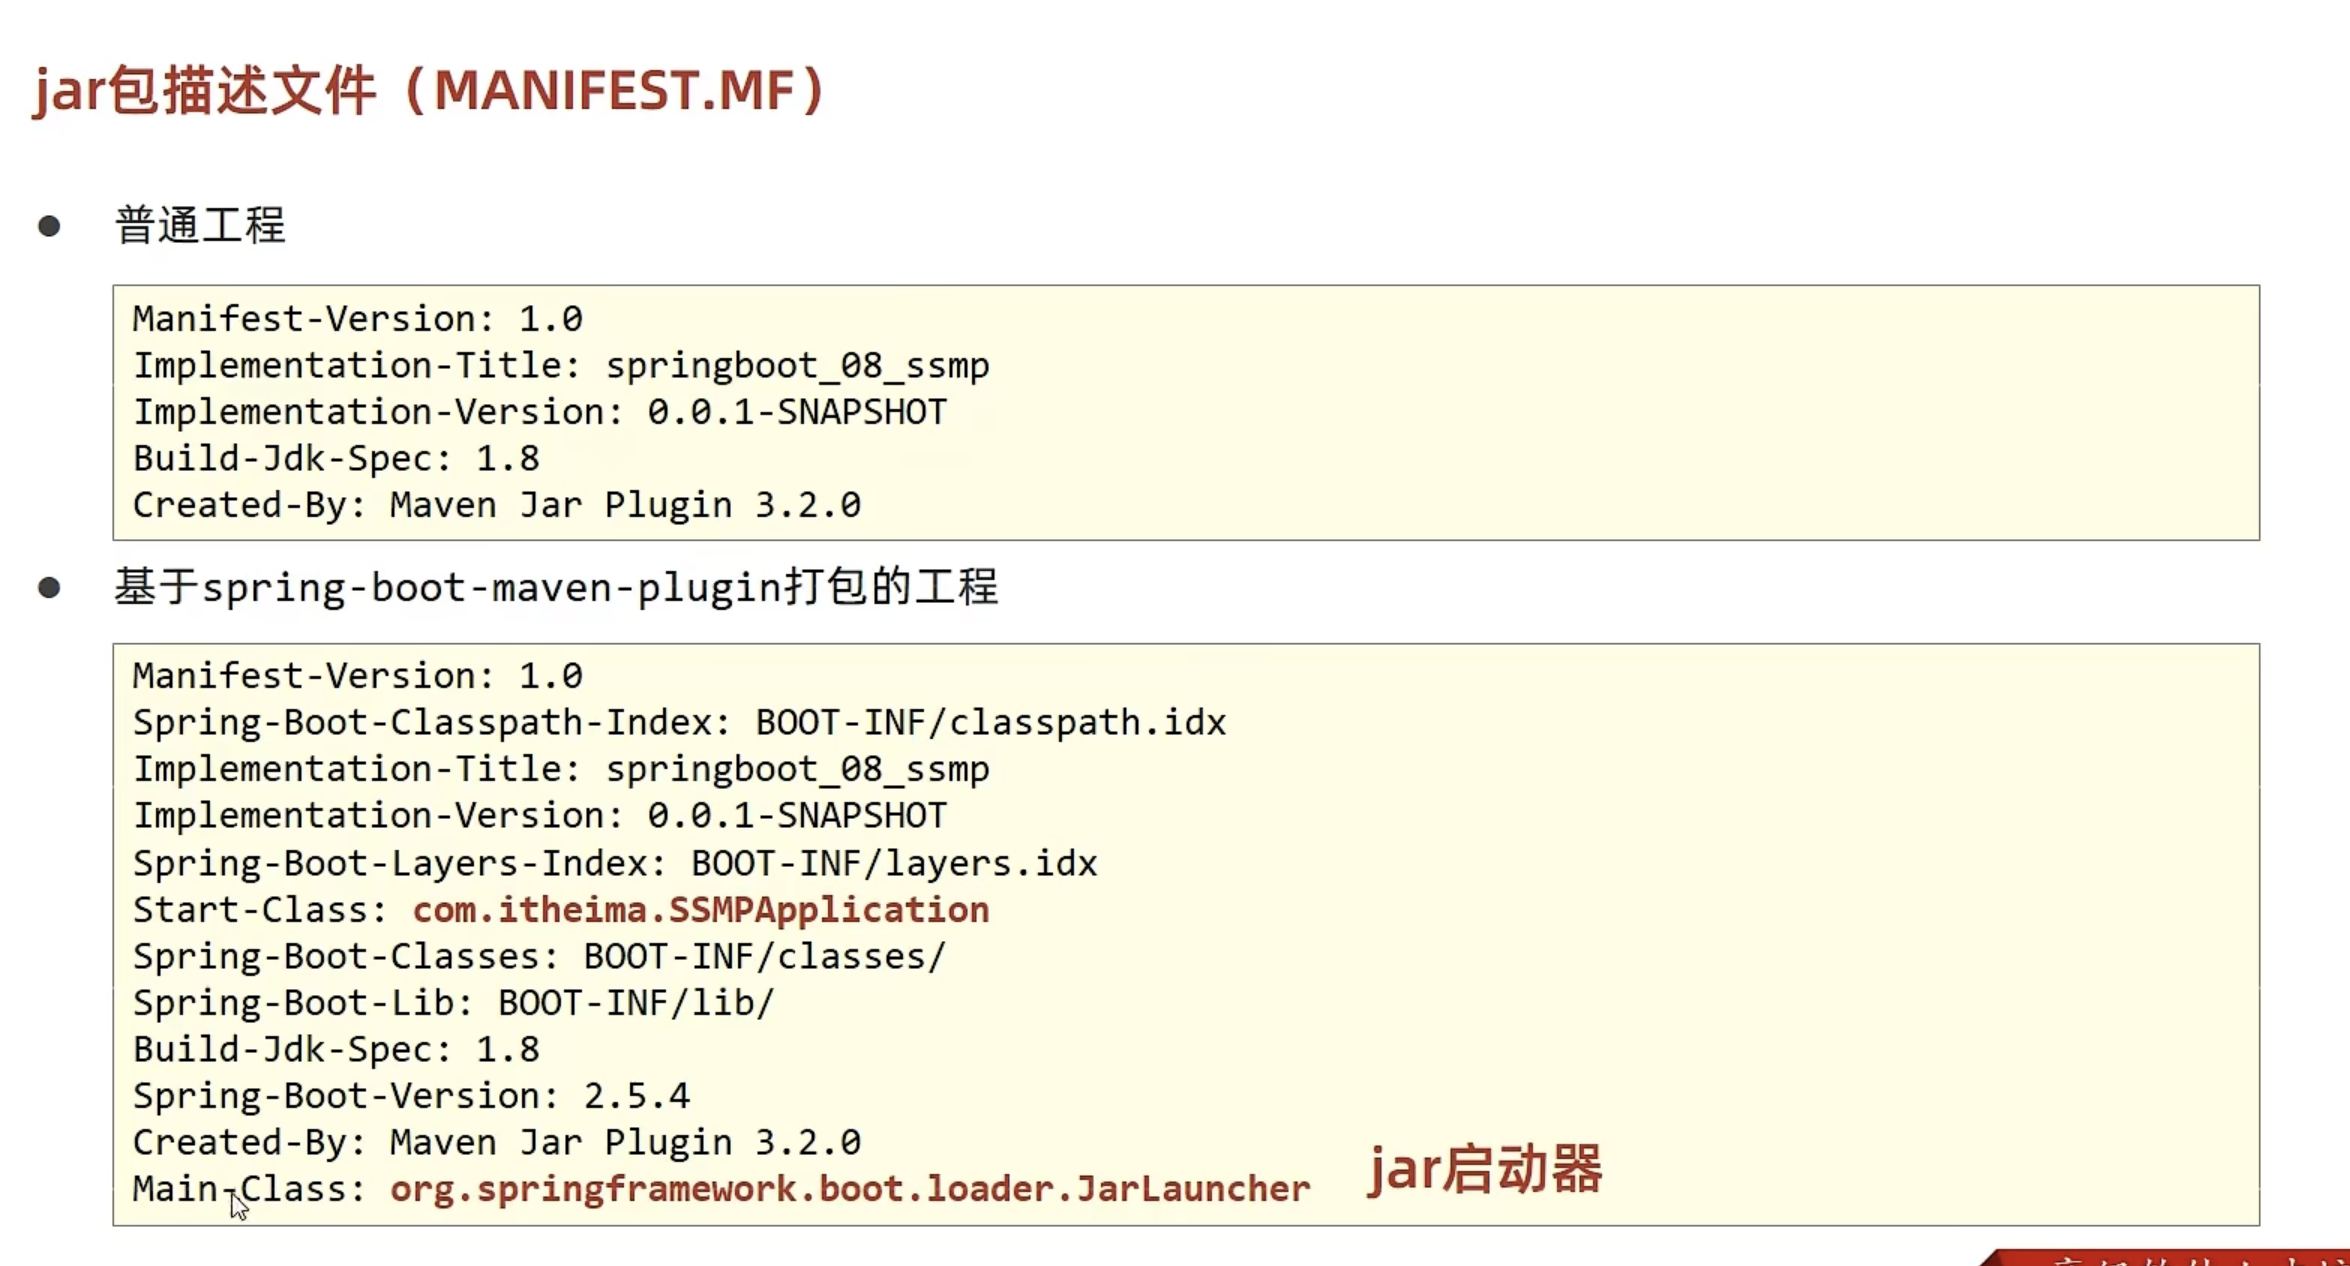 jar包描述文件（MANIFEST.MF）
● 普通工程
Manifest-Version: 1.0
Implementation-Title: springboot_08_ssmp
Implementation-Version: 0.0.1-SNAPSHOT
Build-Jdk-Spec: 1.8
Created-By: Maven Jar Plugin 3.2.0
● 基于spring-boot-maven-plugin打包的工程
Manifest-Version: 1.0
Spring-Boot-Classpath-Index: BOOT-INF/classpath.idx
Implementation-Title: springboot_08_ssmp
Implementation-Version: 0.0.1-SNAPSHOT
Spring-Boot-Layers-Index: BOOT-INF/layers.idx
Start-Class: com.itheima.SSMPApplication
Spring-Boot-Classes: BOOT-INF/classes/
Spring-Boot-Lib: BOOT-INF/lib/
Build-Jdk-Spec: 1.8
Spring-Boot-Version: 2.5.4
Created-By: Maven Jar Plugin 3.2.0
Main-Class: org.springframework.boot.loader.JarLauncher jar启动器